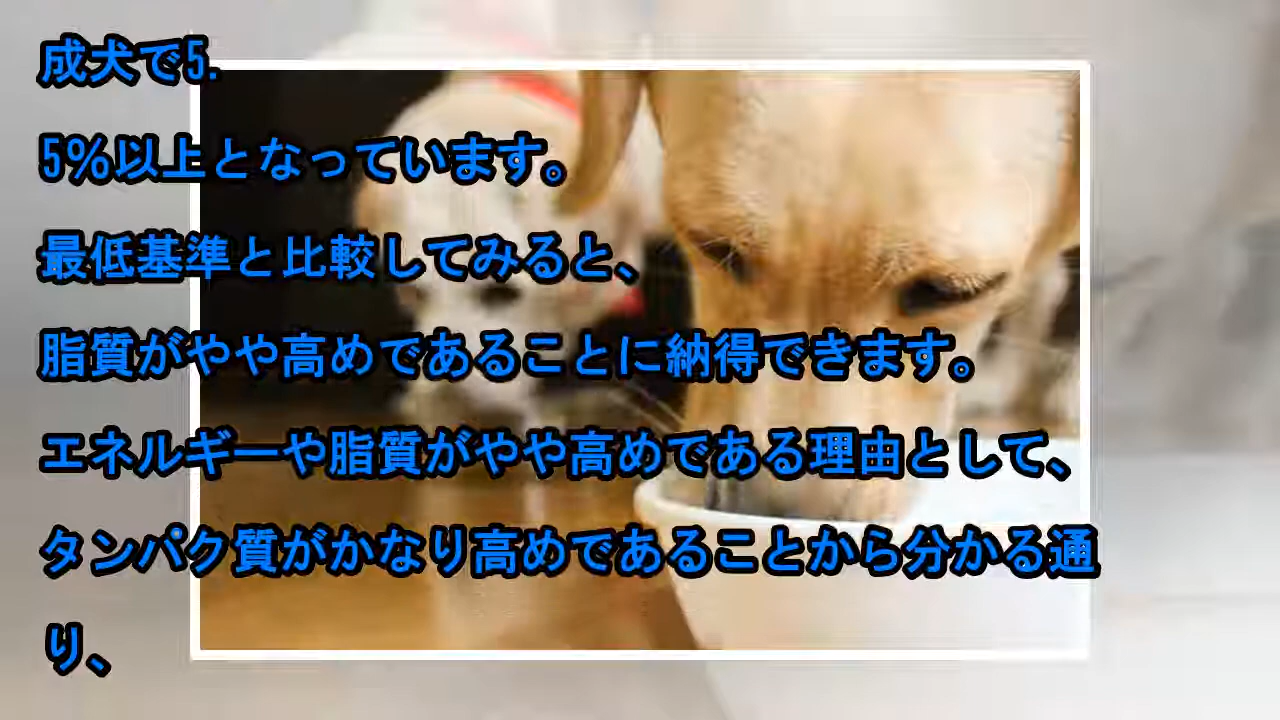 成犬で5.
5%以上となっています。
最低基準と比較してみると、
脂質がやや高めであることに納得できます。
エネルギーや脂質がやや高めである理由として、
タンパク質がかなり高めであることから分かる通
り、